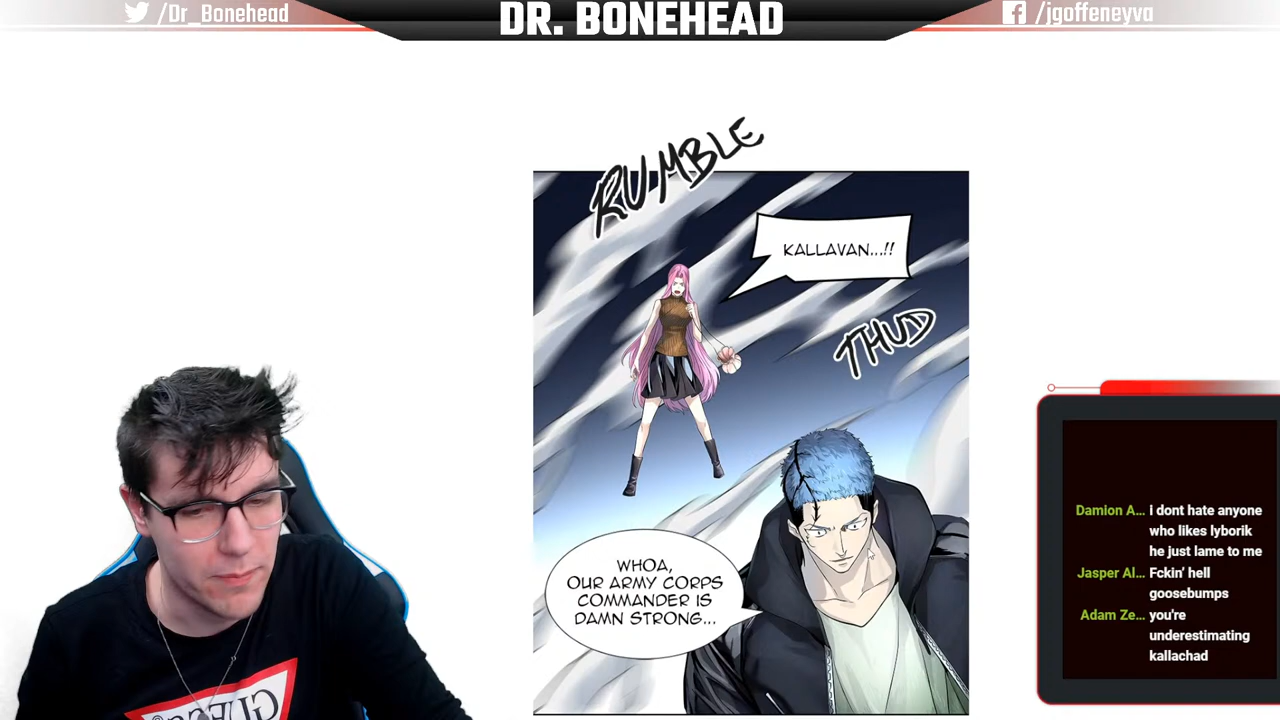 /Dr_Bonehead
DR. BONEHEAD
/jgoffeneyva
RUMBLE
KALLAVAN...!!
THUD
WHOA,
OUR ARMY CORPS
COMMANDER IS
DAMN STRONG...
Damion A... i dont hate anyone
who likes lyborik
he just lame to me
Jasper Al... Fckin' hell
goosebumps
Adam Ze... you're
underestimating
kallachad